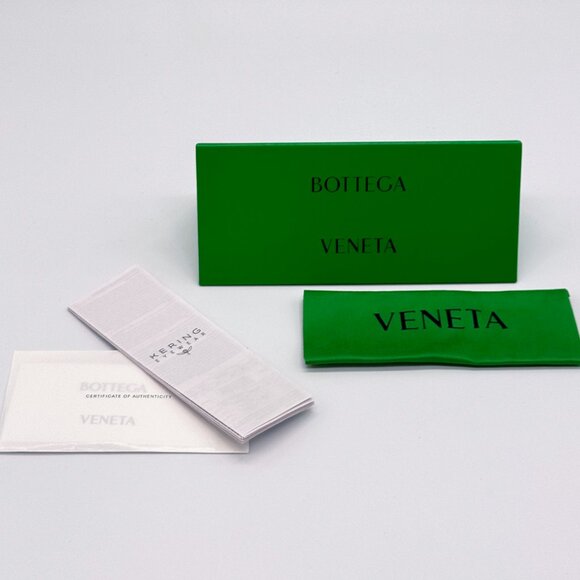 BOTTEGA
VENETA
VENETA
KERING
EYEWEAR
BOTTEGA
CERTIFICATE OF AUTHENTICITY
VENETA